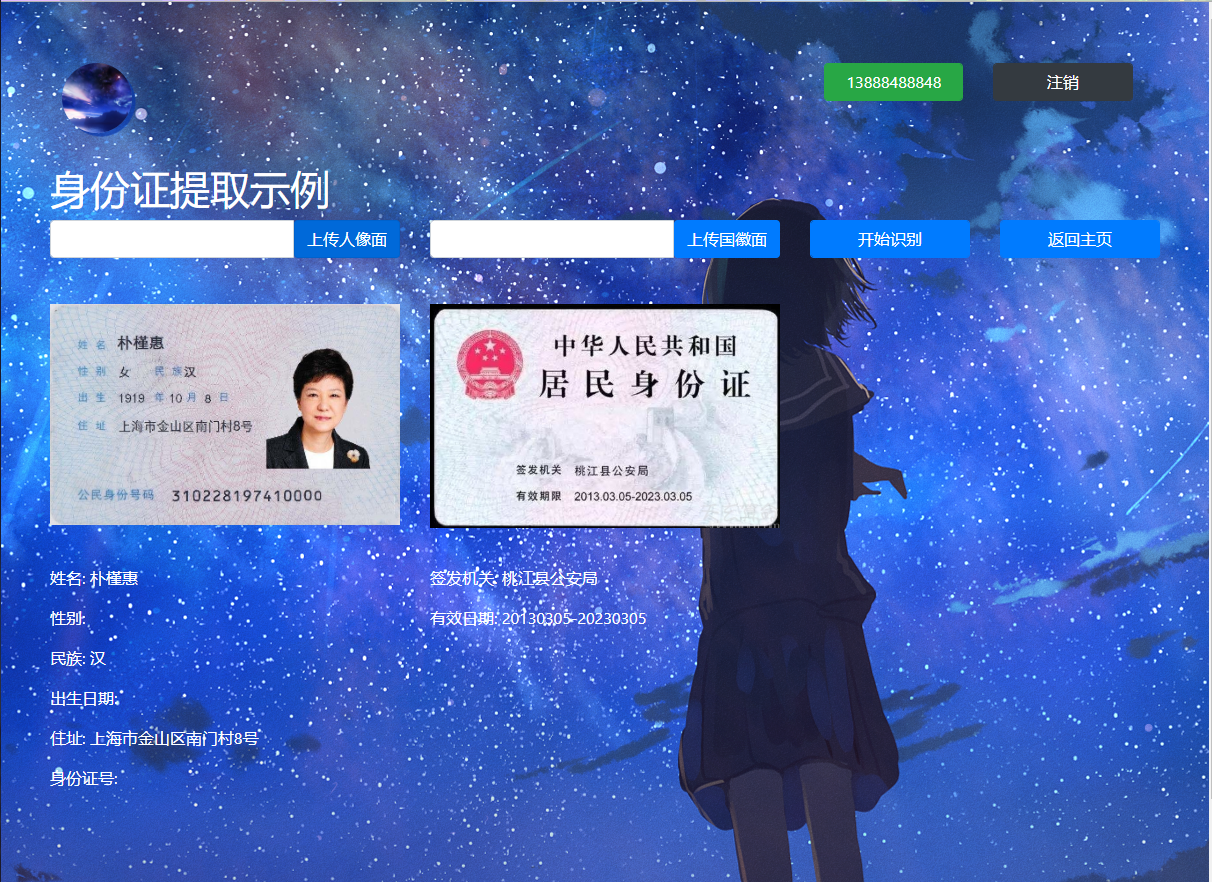 13888488848
注销
身份证提取示例
上传人像面
上传国徽面
开始识别
返回主页
姓名 朴槿惠
性别 女 民族汉
出生 1919 年 10 月 8 日
住址 上海市金山区南门村8号
公民身份号码 310228197410000
中华人民共和国
居民身份证
签发机关 桃江县公安局
有效期限 2013.03.05-2023.03.05
姓名: 朴槿惠
性别:
民族: 汉
出生日期:
住址: 上海市金山区南门村8号
身份证号:
签发机关: 桃江县公安局
有效日期: 20130305-20230305